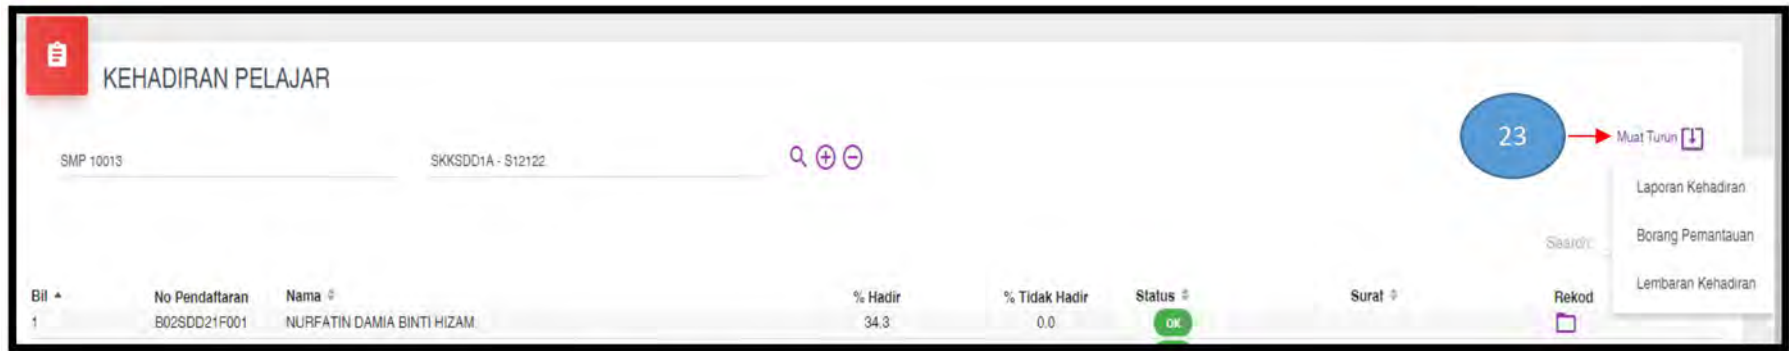 KEHADIRAN PELAJAR
23
Muat Turun
SMP 10013
SKKSDD1A - S12122
Laporan Kehadiran
Search:
Borang Pemantauan
Lembaran Kehadiran
Bil No Pendaftaran Nama % Hadir % Tidak Hadir Status Surat Rekod
1 B02SDD21F001 NURFATIN DAMIA BINTI HIZAM. 34.3 0.0 OK